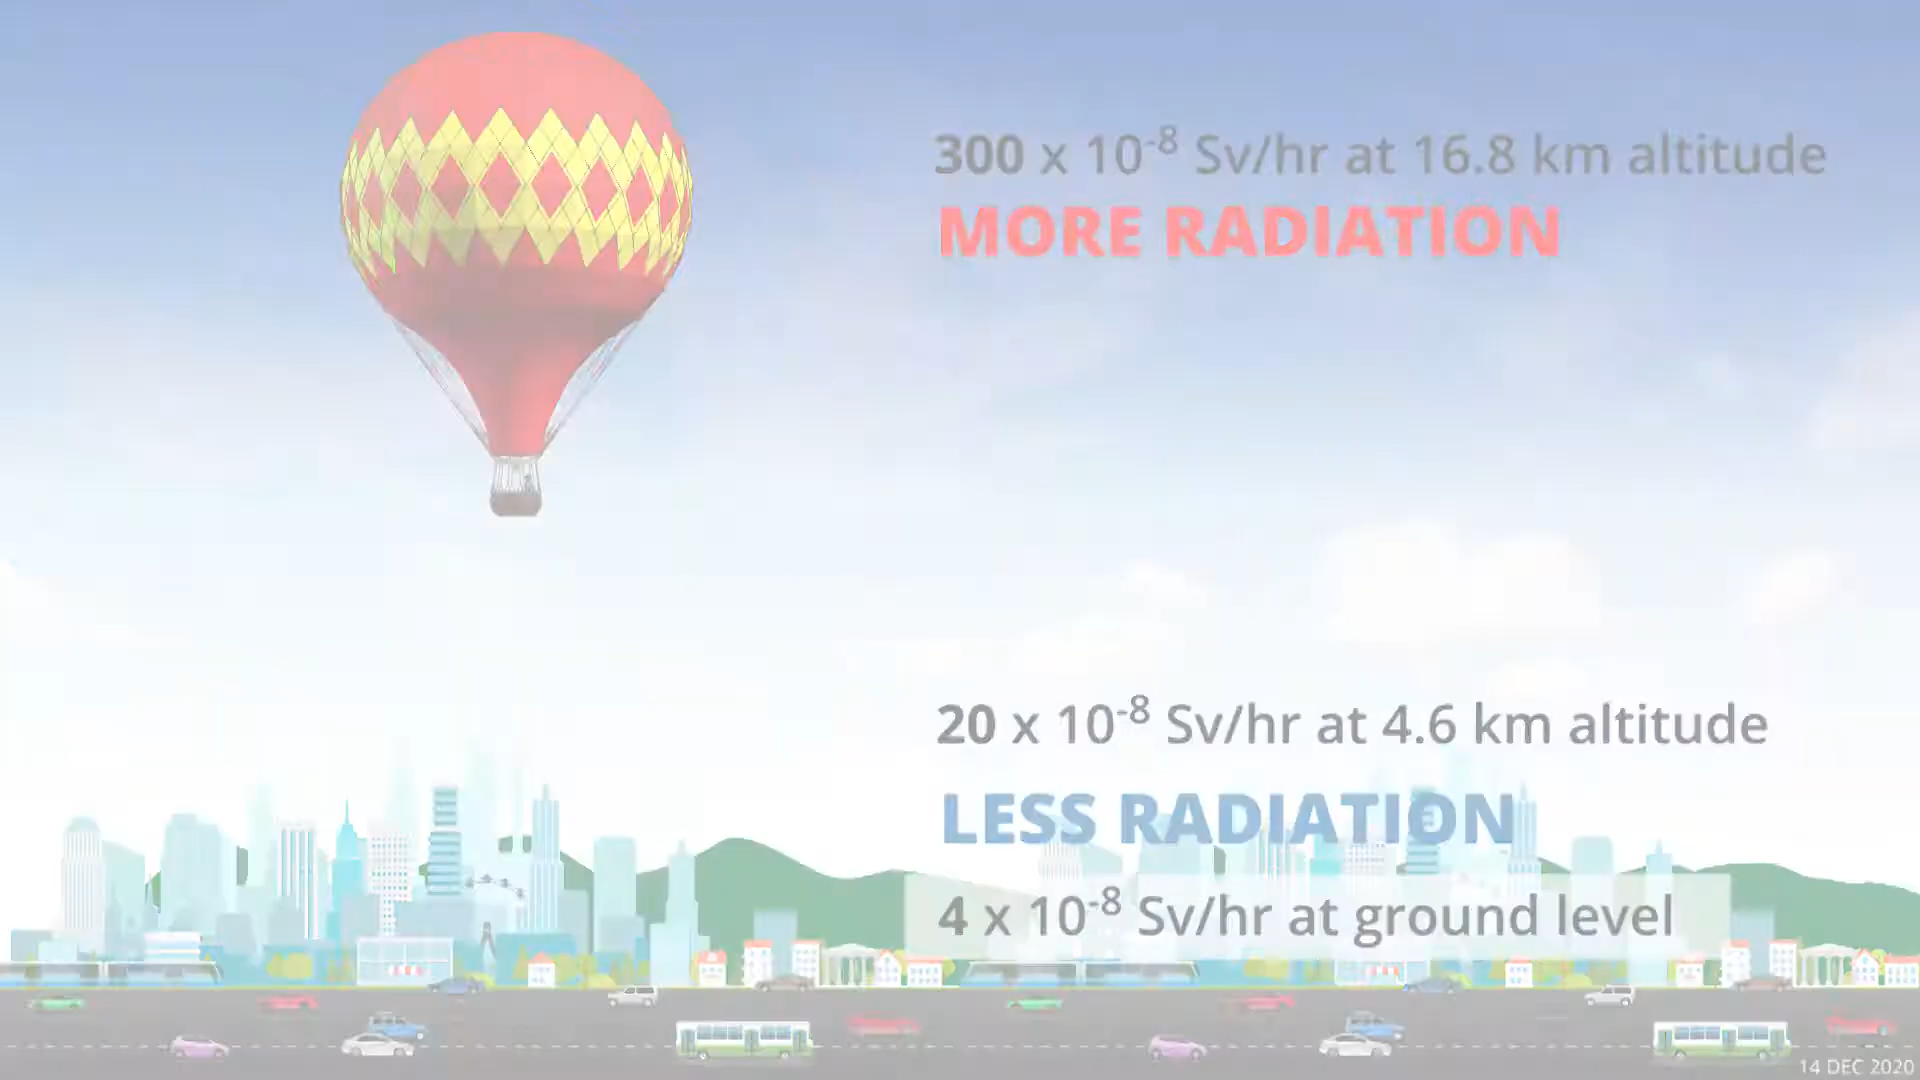 300 x 10⁻⁸ Sv/hr at 16.8 km altitude
MORE RADIATION
20 x 10⁻⁸ Sv/hr at 4.6 km altitude
LESS RADIATION
4 x 10⁻⁸ Sv/hr at ground level
14 DEC 2020